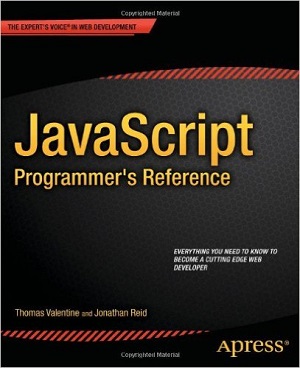 THE EXPERT'S VOICE® IN WEB DEVELOPMENT
JavaScript
Programmer's Reference
EVERYTHING YOU NEED TO KNOW TO
BECOME A CUTTING EDGE WEB
DEVELOPER
Thomas Valentine and Jonathan Reid
Apress®